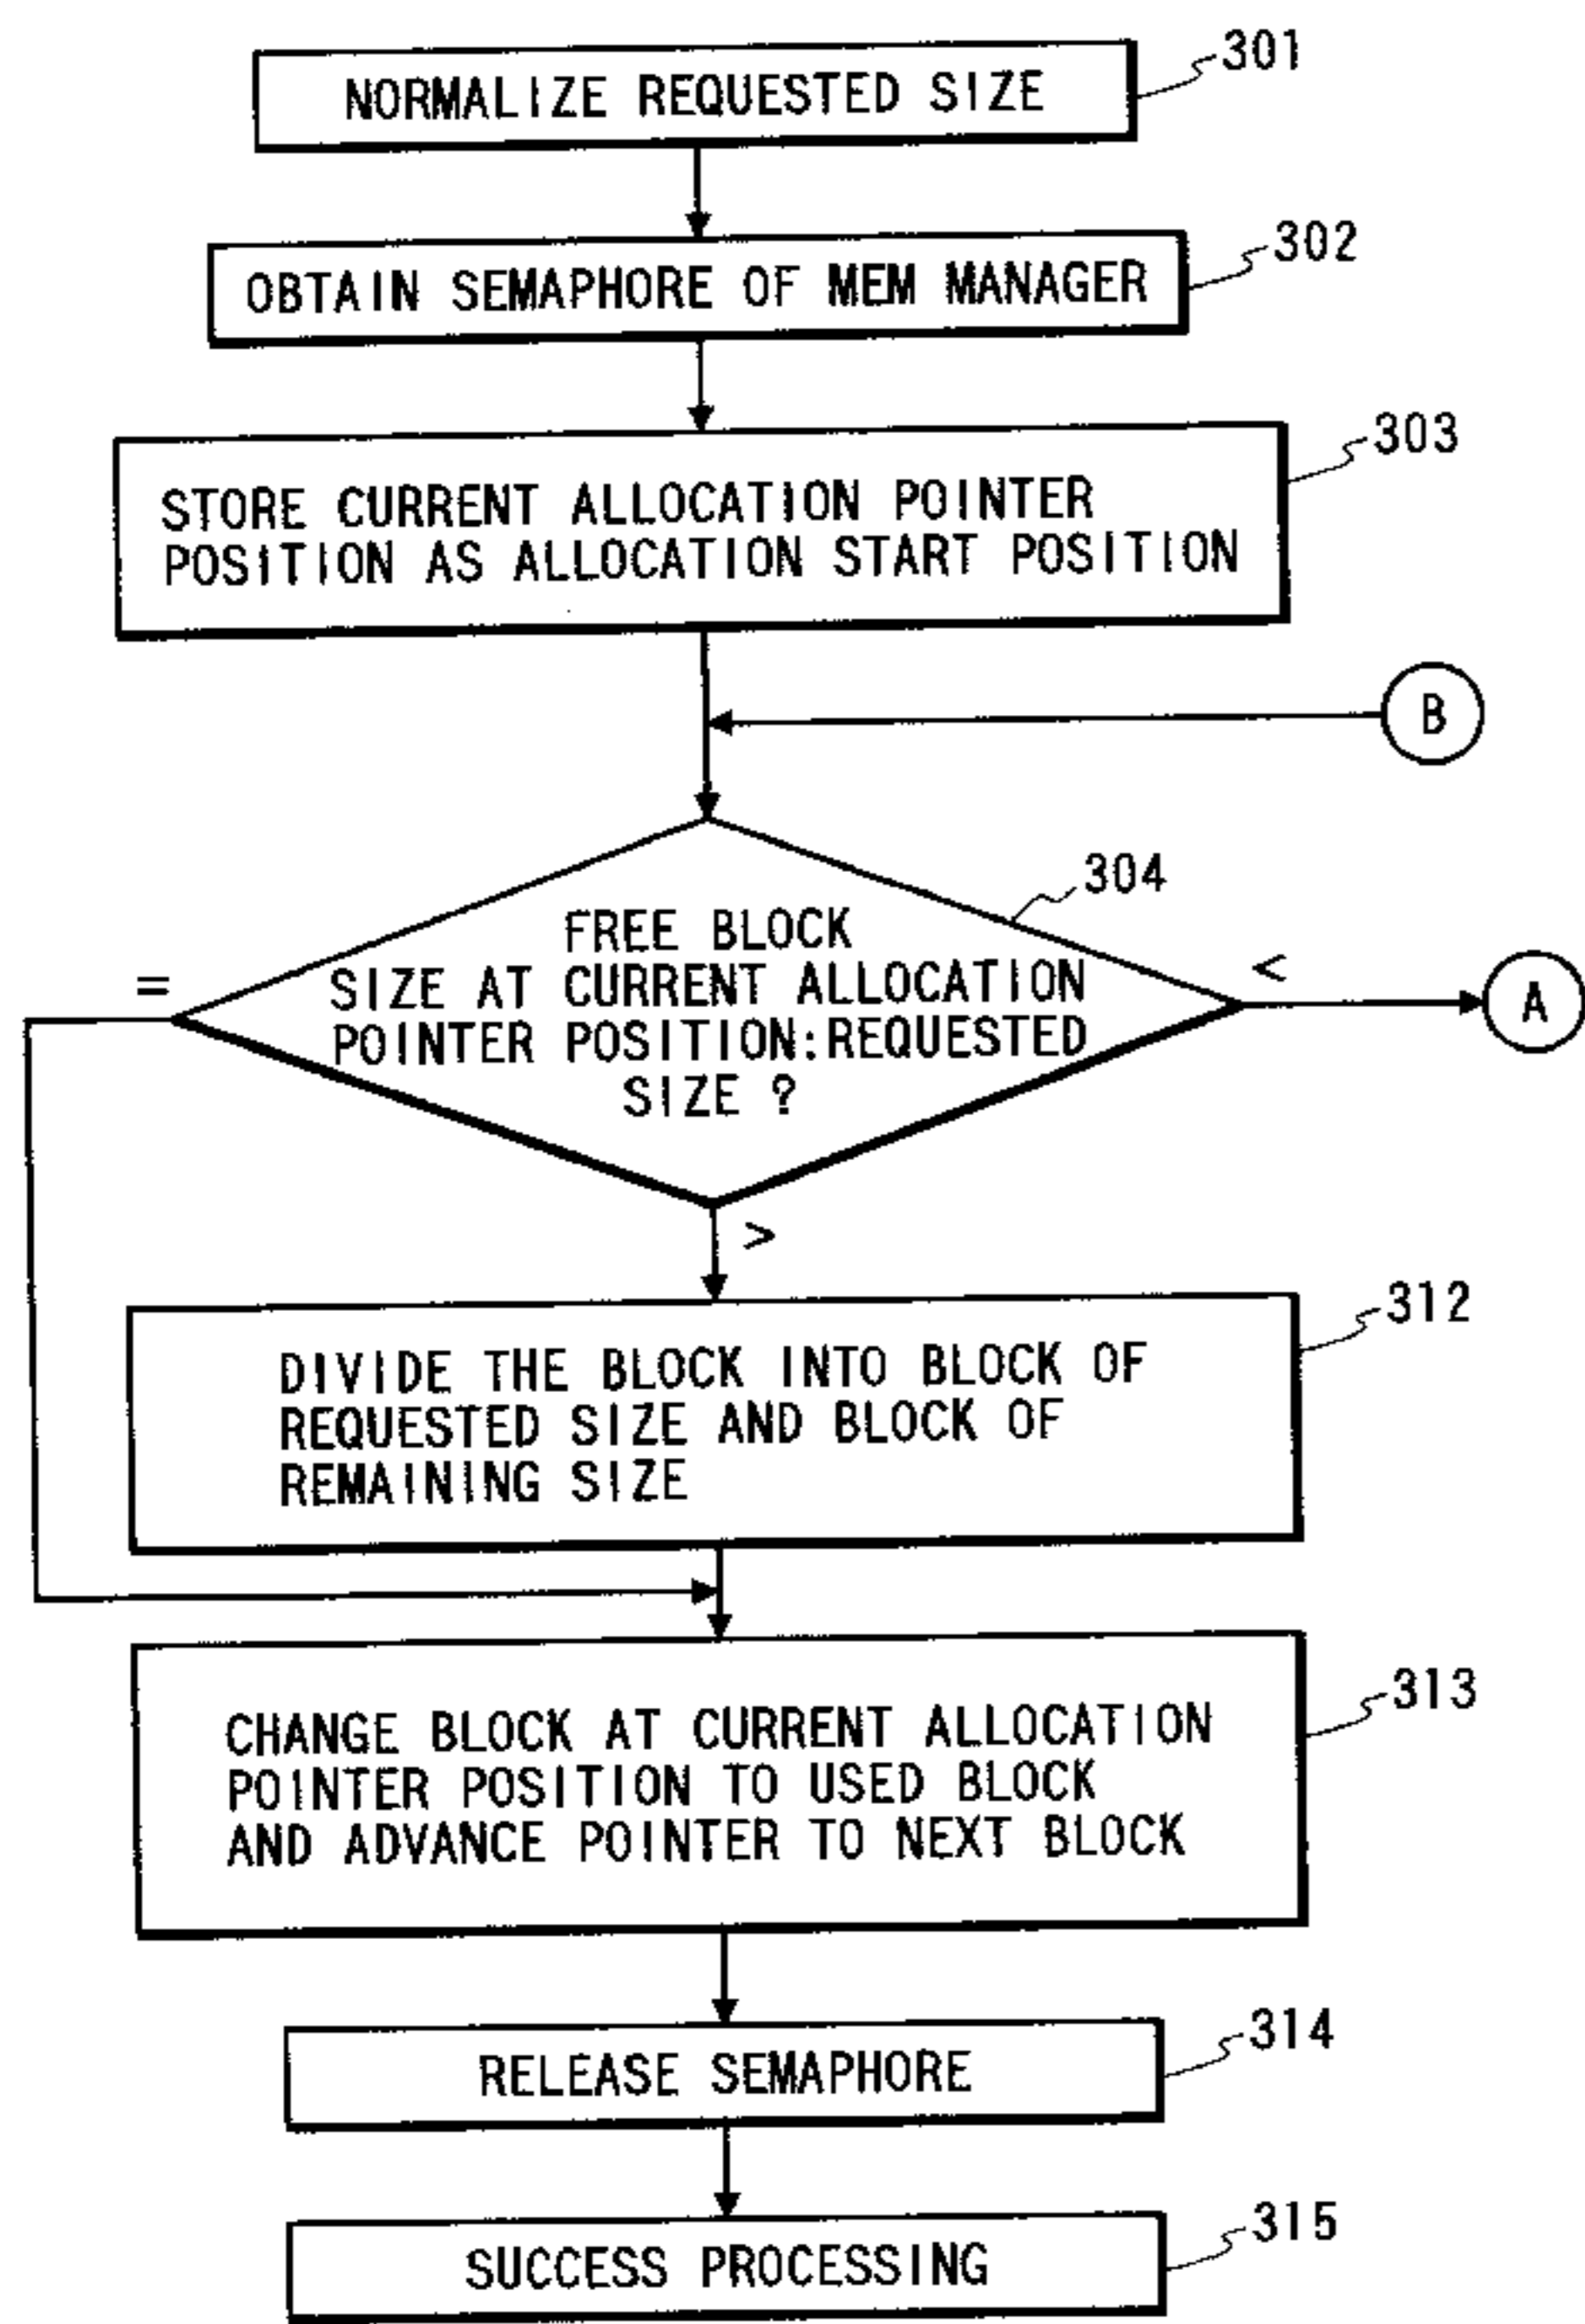 301
NORMALIZE REQUESTED SIZE
302
OBTAIN SEMAPHORE OF MEM MANAGER
303
STORE CURRENT ALLOCATION POINTER
POSITION AS ALLOCATION START POSITION
B
304
FREE BLOCK
SIZE AT CURRENT ALLOCATION
POINTER POSITION:REQUESTED
SIZE ?
=
<
A
>
312
DIVIDE THE BLOCK INTO BLOCK OF
REQUESTED SIZE AND BLOCK OF
REMAINING SIZE
313
CHANGE BLOCK AT CURRENT ALLOCATION
POINTER POSITION TO USED BLOCK
AND ADVANCE POINTER TO NEXT BLOCK
314
RELEASE SEMAPHORE
315
SUCCESS PROCESSING